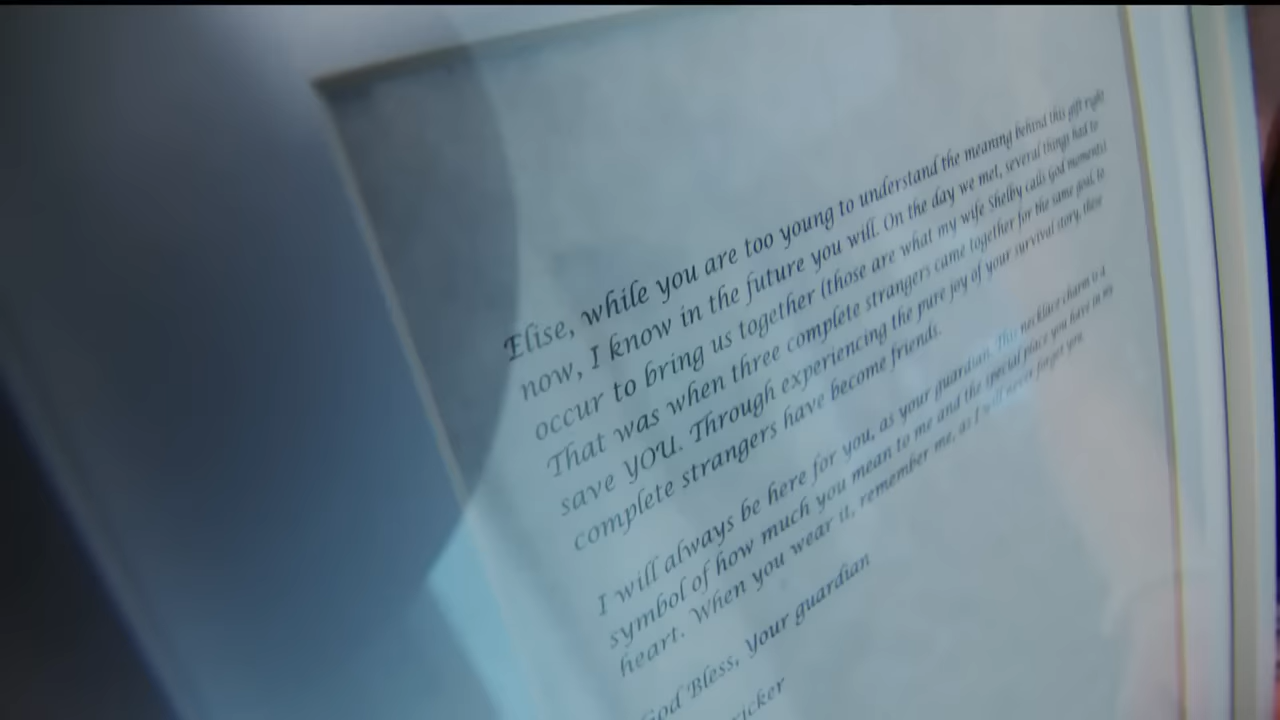 Elise, while you are too young to understand the meaning behind this gift right
now, I know in the future you will. On the day we met, several things had to
occur to bring us together (those are what my wife Shelby calls God moments)
That was when three complete strangers came together for the same goal, to
save YOU. Through experiencing the pure joy of your survival story, these
complete strangers have become friends.
I will always be here for you, as your guardian. This necklace charm is a
symbol of how much you mean to me and the special place you have in my
heart. When you wear it, remember me, as I will never forget you.
God Bless, Your guardian